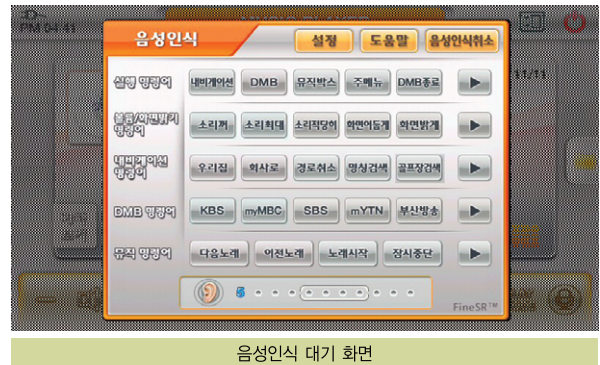 PM 04:41
음성인식 설정 도움말 음성인식취소
11/11
실행 명령어 내비게이션 DMB 뮤직박스 주메뉴 DMB종료
볼륨/화면밝기
명령어 소리꺼 소리최대 소리적당히 화면어둡게 화면밝게
내비게이션
명령어 우리집 회사로 경로취소 명칭검색 골프장검색
DMB 명령어 KBS myMBC SBS mYTN 부산방송
뮤직 명령어 다음노래 이전노래 노래시작 잠시중단
5
FineSR™
음성인식 대기 화면